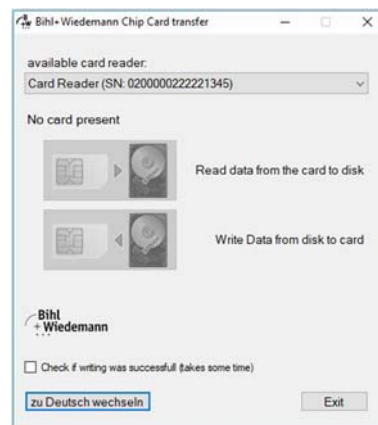 Bihl+Wiedemann Chip Card transfer
available card reader:
Card Reader (SN: 0200000222221345)
No card present
Read data from the card to disk
Write Data from disk to card
Bihl
+ Wiedemann
Check if writing was successfull (takes some time)
zu Deutsch wechseln
Exit